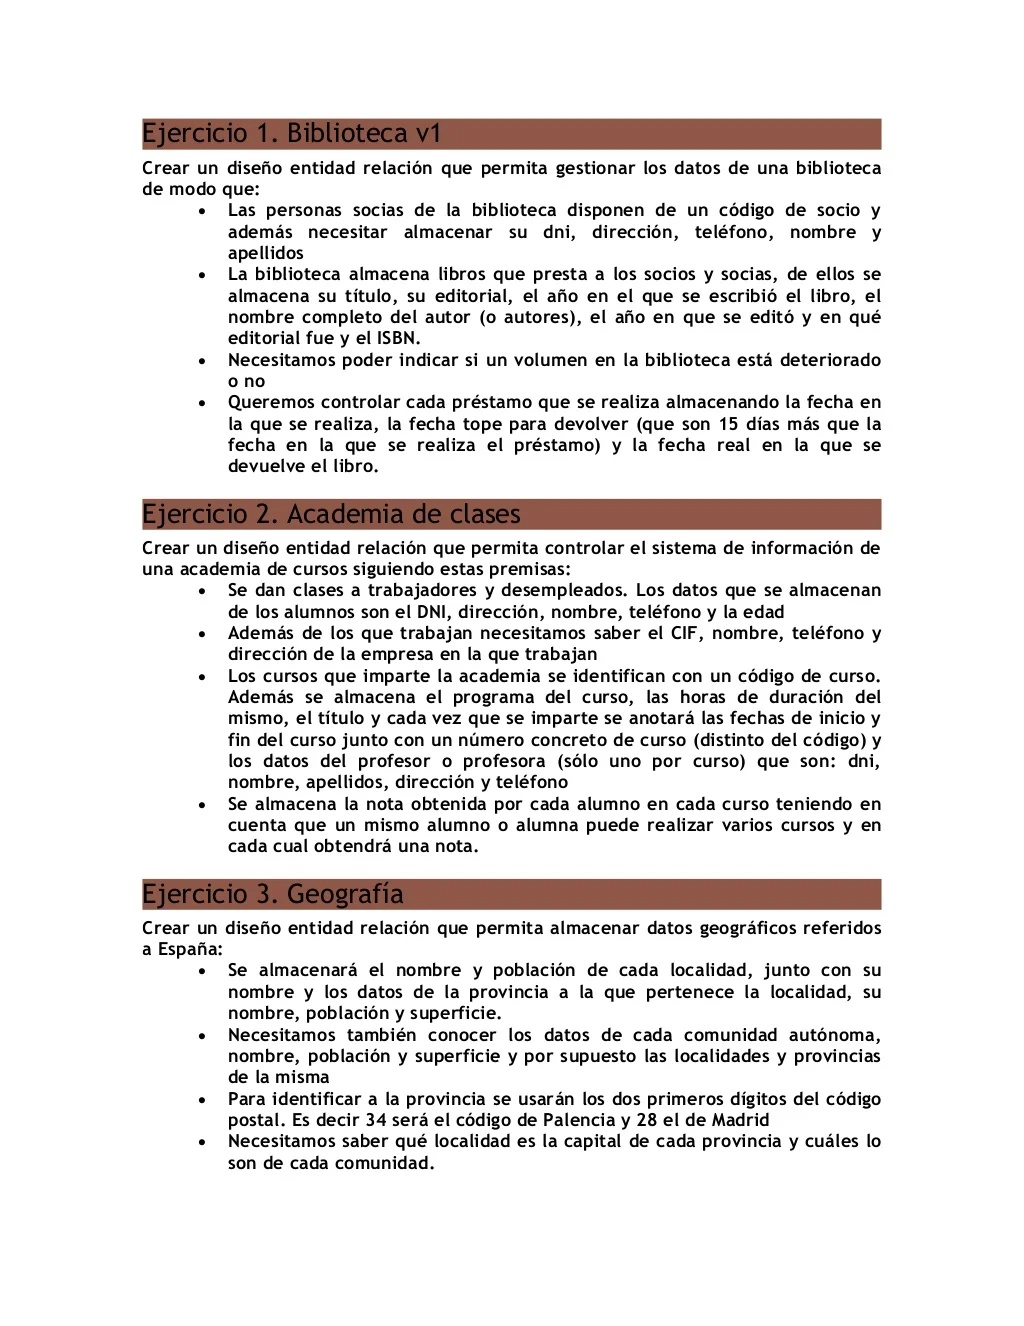 Ejercicio 1. Biblioteca v1
Crear un diseño entidad relación que permita gestionar los datos de una biblioteca
de modo que:
• Las personas socias de la biblioteca disponen de un código de socio y
además necesitar almacenar su dni, dirección, teléfono, nombre y
apellidos
• La biblioteca almacena libros que presta a los socios y socias, de ellos se
almacena su título, su editorial, el año en el que se escribió el libro, el
nombre completo del autor (o autores), el año en que se editó y en qué
editorial fue y el ISBN.
• Necesitamos poder indicar si un volumen en la biblioteca está deteriorado
o no
• Queremos controlar cada préstamo que se realiza almacenando la fecha en
la que se realiza, la fecha tope para devolver (que son 15 días más que la
fecha en la que se realiza el préstamo) y la fecha real en la que se
devuelve el libro.
Ejercicio 2. Academia de clases
Crear un diseño entidad relación que permita controlar el sistema de información de
una academia de cursos siguiendo estas premisas:
• Se dan clases a trabajadores y desempleados. Los datos que se almacenan
de los alumnos son el DNI, dirección, nombre, teléfono y la edad
• Además de los que trabajan necesitamos saber el CIF, nombre, teléfono y
dirección de la empresa en la que trabajan
• Los cursos que imparte la academia se identifican con un código de curso.
Además se almacena el programa del curso, las horas de duración del
mismo, el título y cada vez que se imparte se anotará las fechas de inicio y
fin del curso junto con un número concreto de curso (distinto del código) y
los datos del profesor o profesora (sólo uno por curso) que son: dni,
nombre, apellidos, dirección y teléfono
• Se almacena la nota obtenida por cada alumno en cada curso teniendo en
cuenta que un mismo alumno o alumna puede realizar varios cursos y en
cada cual obtendrá una nota.
Ejercicio 3. Geografía
Crear un diseño entidad relación que permita almacenar datos geográficos referidos
a España:
• Se almacenará el nombre y población de cada localidad, junto con su
nombre y los datos de la provincia a la que pertenece la localidad, su
nombre, población y superficie.
• Necesitamos también conocer los datos de cada comunidad autónoma,
nombre, población y superficie y por supuesto las localidades y provincias
de la misma
• Para identificar a la provincia se usarán los dos primeros dígitos del código
postal. Es decir 34 será el código de Palencia y 28 el de Madrid
• Necesitamos saber qué localidad es la capital de cada provincia y cuáles lo
son de cada comunidad.